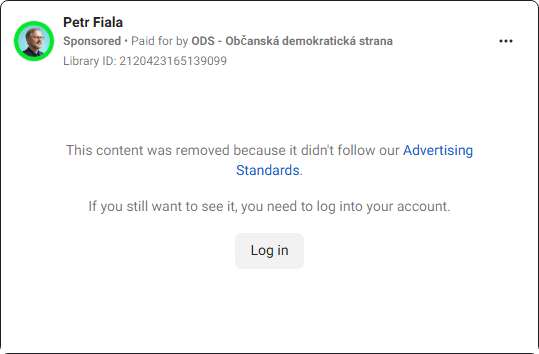 Petr Fiala
Sponsored • Paid for by ODS - Občanská demokratická strana
Library ID: 2120423165139099
This content was removed because it didn't follow our Advertising
Standards.
If you still want to see it, you need to log into your account.
Log in